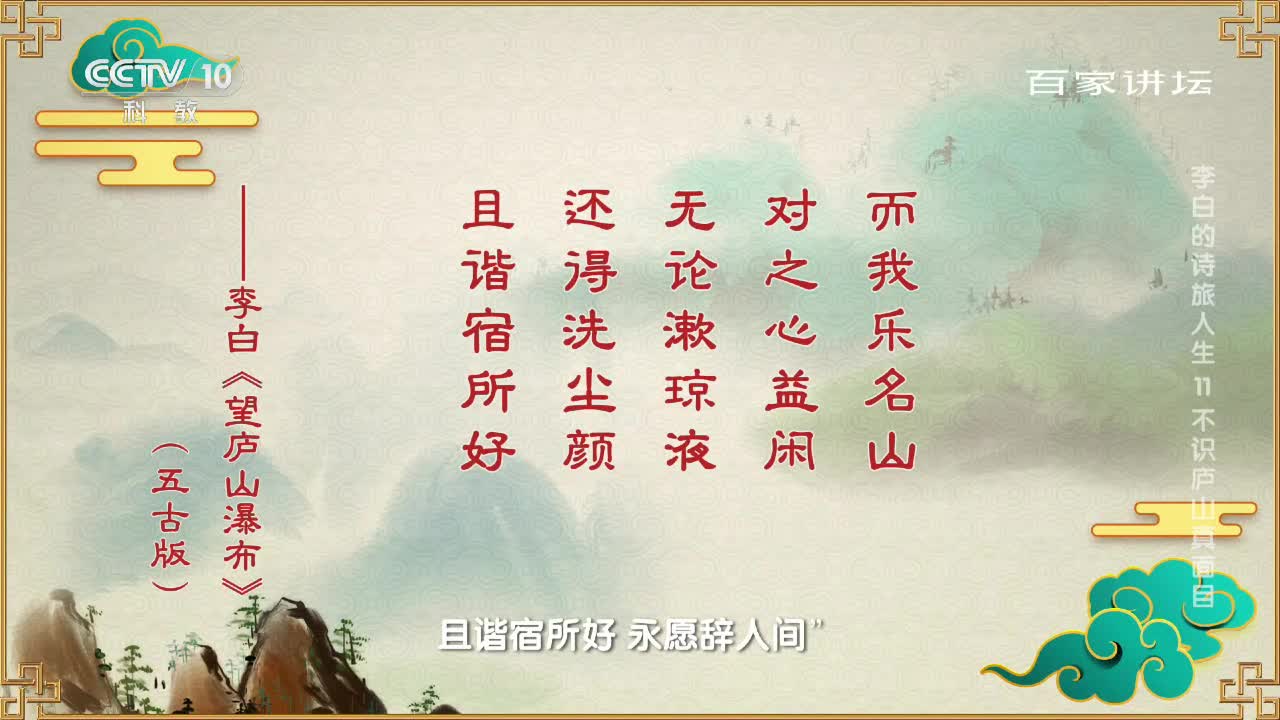 CCTV 10
科教
百家讲坛
李白的诗旅人生 11 不识庐山真面目
而我乐名山
对之心益闲
无论漱琼液
还得洗尘颜
且谐宿所好
——李白《望庐山瀑布》
（五古版）
且谐宿所好 永愿辞人间”